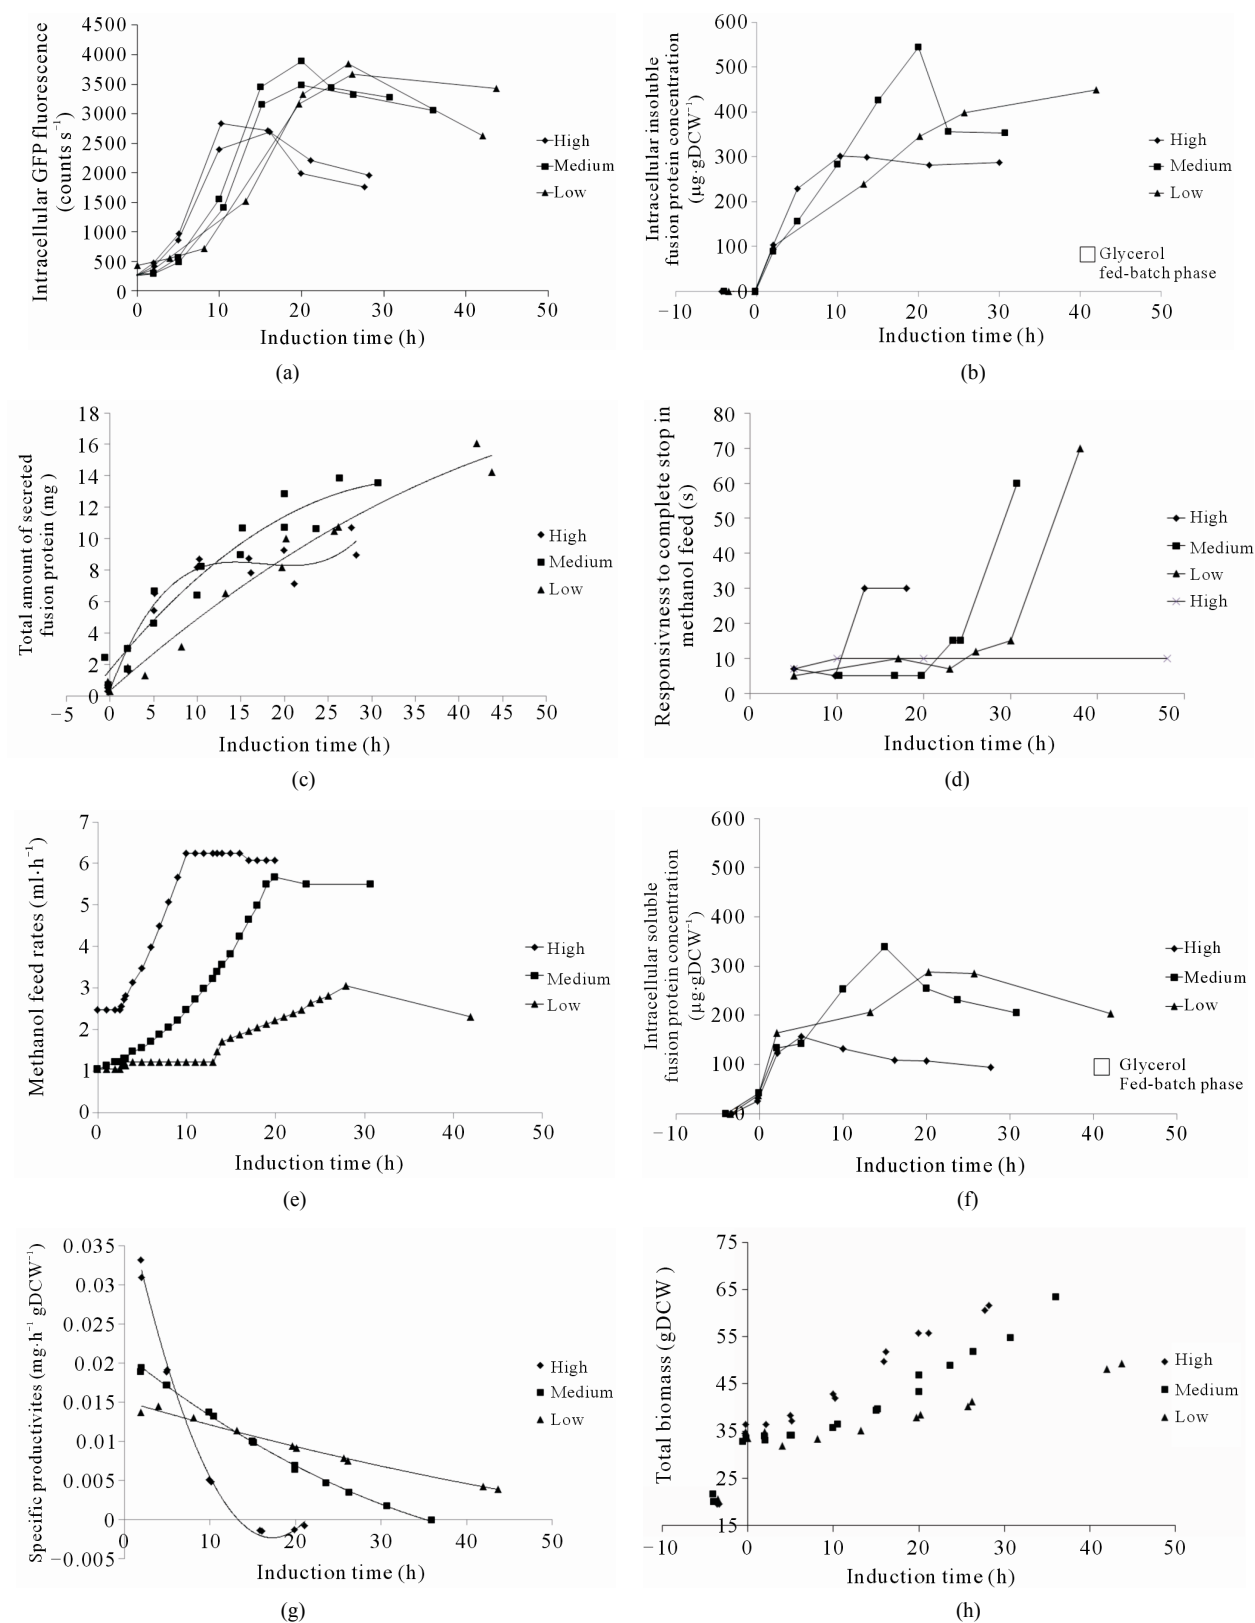 4500
4000
3500
3000
2500
2000
1500
1000
500
0
0 10 20 30 40 50
Intracellular GFP fluorescence
(counts s⁻¹)
Induction time (h)
High
Medium
Low
(a)
600
500
400
300
200
100
0
−10 0 10 20 30 40 50
Intracellular insoluble
fusion protein concentration
(μg·gDCW⁻¹)
Induction time (h)
High
Medium
Low
Glycerol
fed-batch phase
(b)
18
16
14
12
10
8
6
4
2
0
−5 0 5 10 15 20 25 30 35 40 45 50
Total amount of secreted
fusion protein (mg )
Induction time (h)
High
Medium
Low
(c)
80
70
60
50
40
30
20
10
0
0 10 20 30 40 50
Responsivness to complete stop in
methanol feed (s)
Induction time (h)
High
Medium
Low
High
(d)
7
6
5
4
3
2
1
0
0 10 20 30 40 50
Methanol feed rates (ml·h⁻¹)
Induction time (h)
High
Medium
Low
(e)
600
500
400
300
200
100
0
−10 0 10 20 30 40 50
Intracellular soluble
fusion protein concentration
(μg·gDCW⁻¹)
Induction time (h)
High
Medium
Low
Glycerol
Fed-batch phase
(f)
0.035
0.03
0.025
0.02
0.015
0.01
0.005
0
−0.005
0 10 20 30 40 50
Specific productivites (mg·h⁻¹ gDCW⁻¹)
Induction time (h)
High
Medium
Low
(g)
75
65
55
45
35
25
15
−10 0 10 20 30 40 50
Total biomass (gDCW )
Induction time (h)
High
Medium
Low
(h)